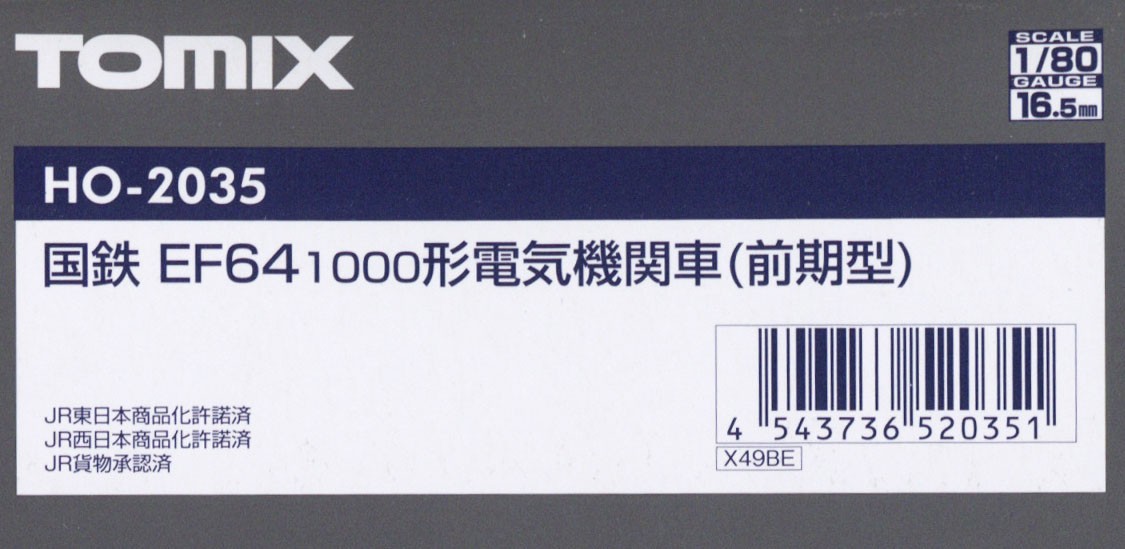 TOMIX
SCALE
1/80
GAUGE
16.5mm
HO-2035
国鉄 EF641000形電気機関車(前期型)
JR東日本商品化許諾済
JR西日本商品化許諾済
JR貨物承認済
4 543736 520351
X49BE